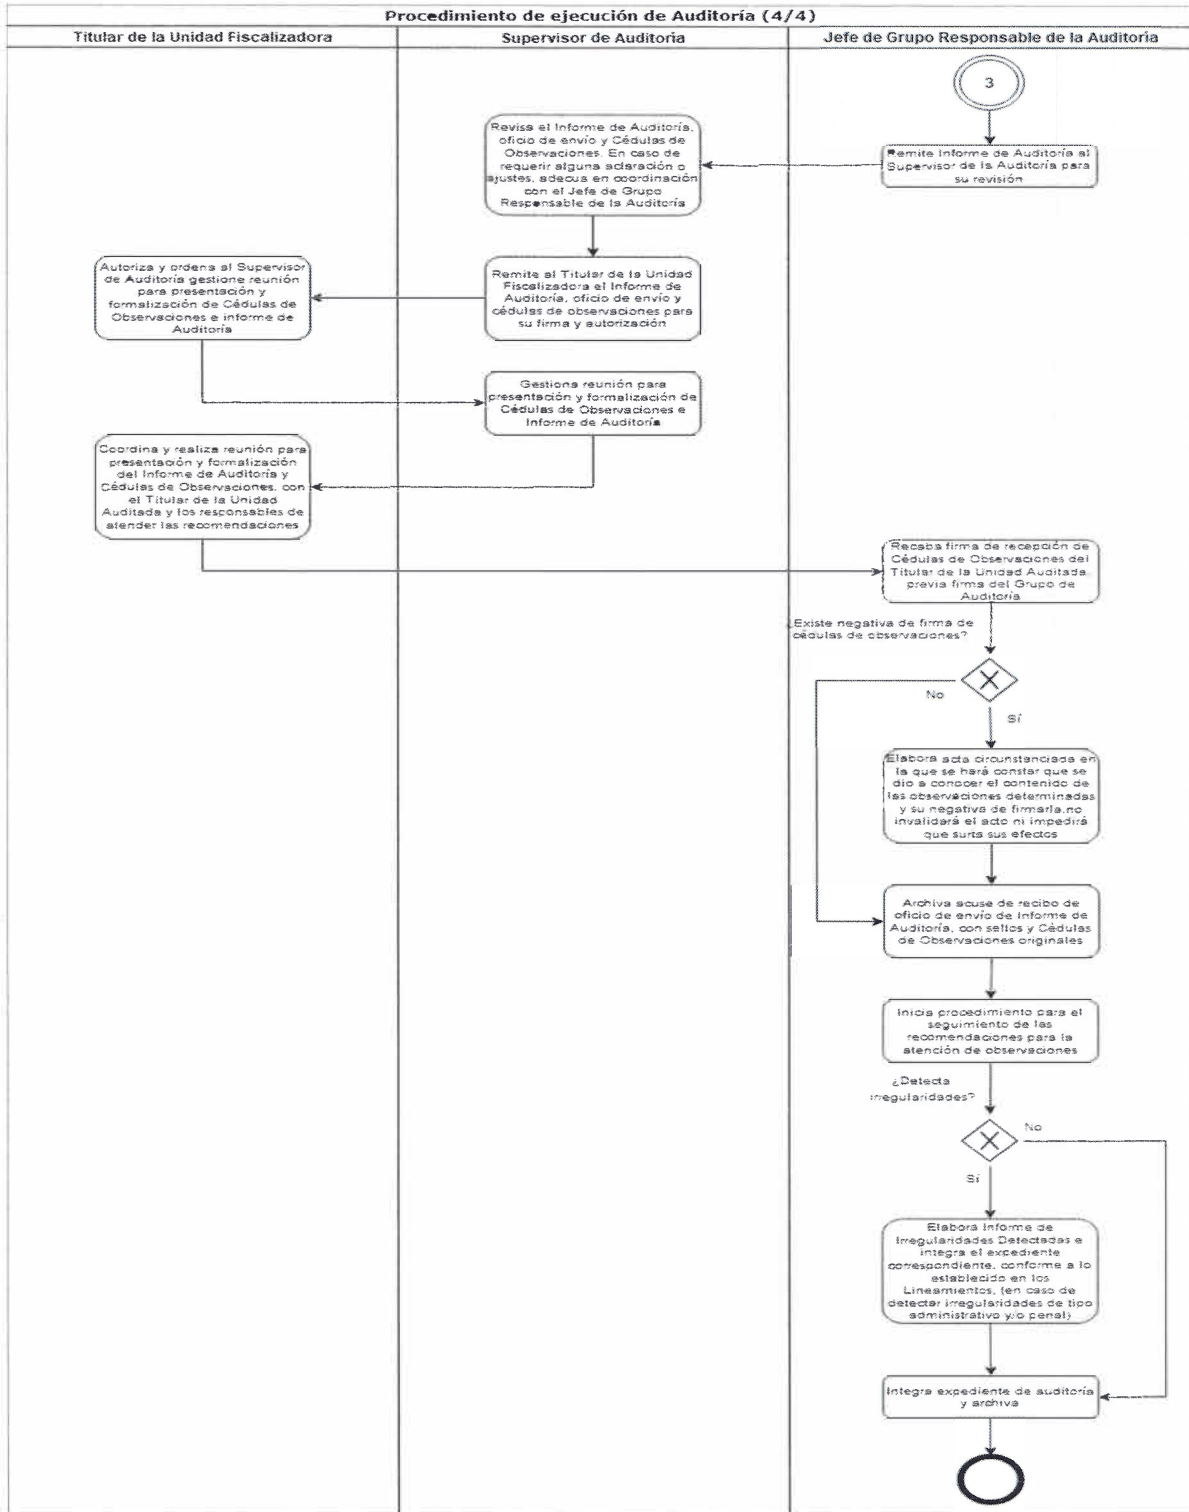 Procedimiento de ejecución de Auditoría (4/4)
Titular de la Unidad Fiscalizadora
Supervisor de Auditoría
Jefe de Grupo Responsable de la Auditoría
3
Remite Informe de Auditoría al
Supervisor de la Auditoría para
su revisión
Revisa el Informe de Auditoría,
oficio de envío y Cédulas de
Observaciones. En caso de
requerir alguna aclaración o
ajustes, adecua en coordinación
con el Jefe de Grupo
Responsable de la Auditoría
Remite al Titular de la Unidad
Fiscalizadora el Informe de
Auditoría, oficio de envío y
cédulas de observaciones para
su firma y autorización
Autoriza y ordena al Supervisor
de Auditoría gestione reunión
para presentación y
formalización de Cédulas de
Observaciones e informe de
Auditoría
Gestiona reunión para
presentación y formalización de
Cédulas de Observaciones e
Informe de Auditoría
Coordina y realiza reunión para
presentación y formalización
del Informe de Auditoría y
Cédulas de Observaciones, con
el Titular de la Unidad
Auditada y los responsables de
atender las recomendaciones
Recaba firma de recepción de
Cédulas de Observaciones del
Titular de la Unidad Auditada,
previa firma del Grupo de
Auditoría
¿Existe negativa de firma de
cédulas de observaciones?
No
Sí
Elabora acta circunstanciada en
la que se hará constar que se
dio a conocer el contenido de
las observaciones determinadas
y su negativa de firmarla, no
invalidará el acto ni impedirá
que surta sus efectos
Archiva acuse de recibo de
oficio de envío de Informe de
Auditoría, con sellos y Cédulas
de Observaciones originales
Inicia procedimiento para el
seguimiento de las
recomendaciones para la
atención de observaciones
¿Detecta
irregularidades?
No
Sí
Elabora Informe de
Irregularidades Detectadas e
integra el expediente
correspondiente, conforme a lo
establecido en los
Lineamientos, (en caso de
detectar irregularidades de tipo
administrativo y/o penal)
Integra expediente de auditoría
y archiva